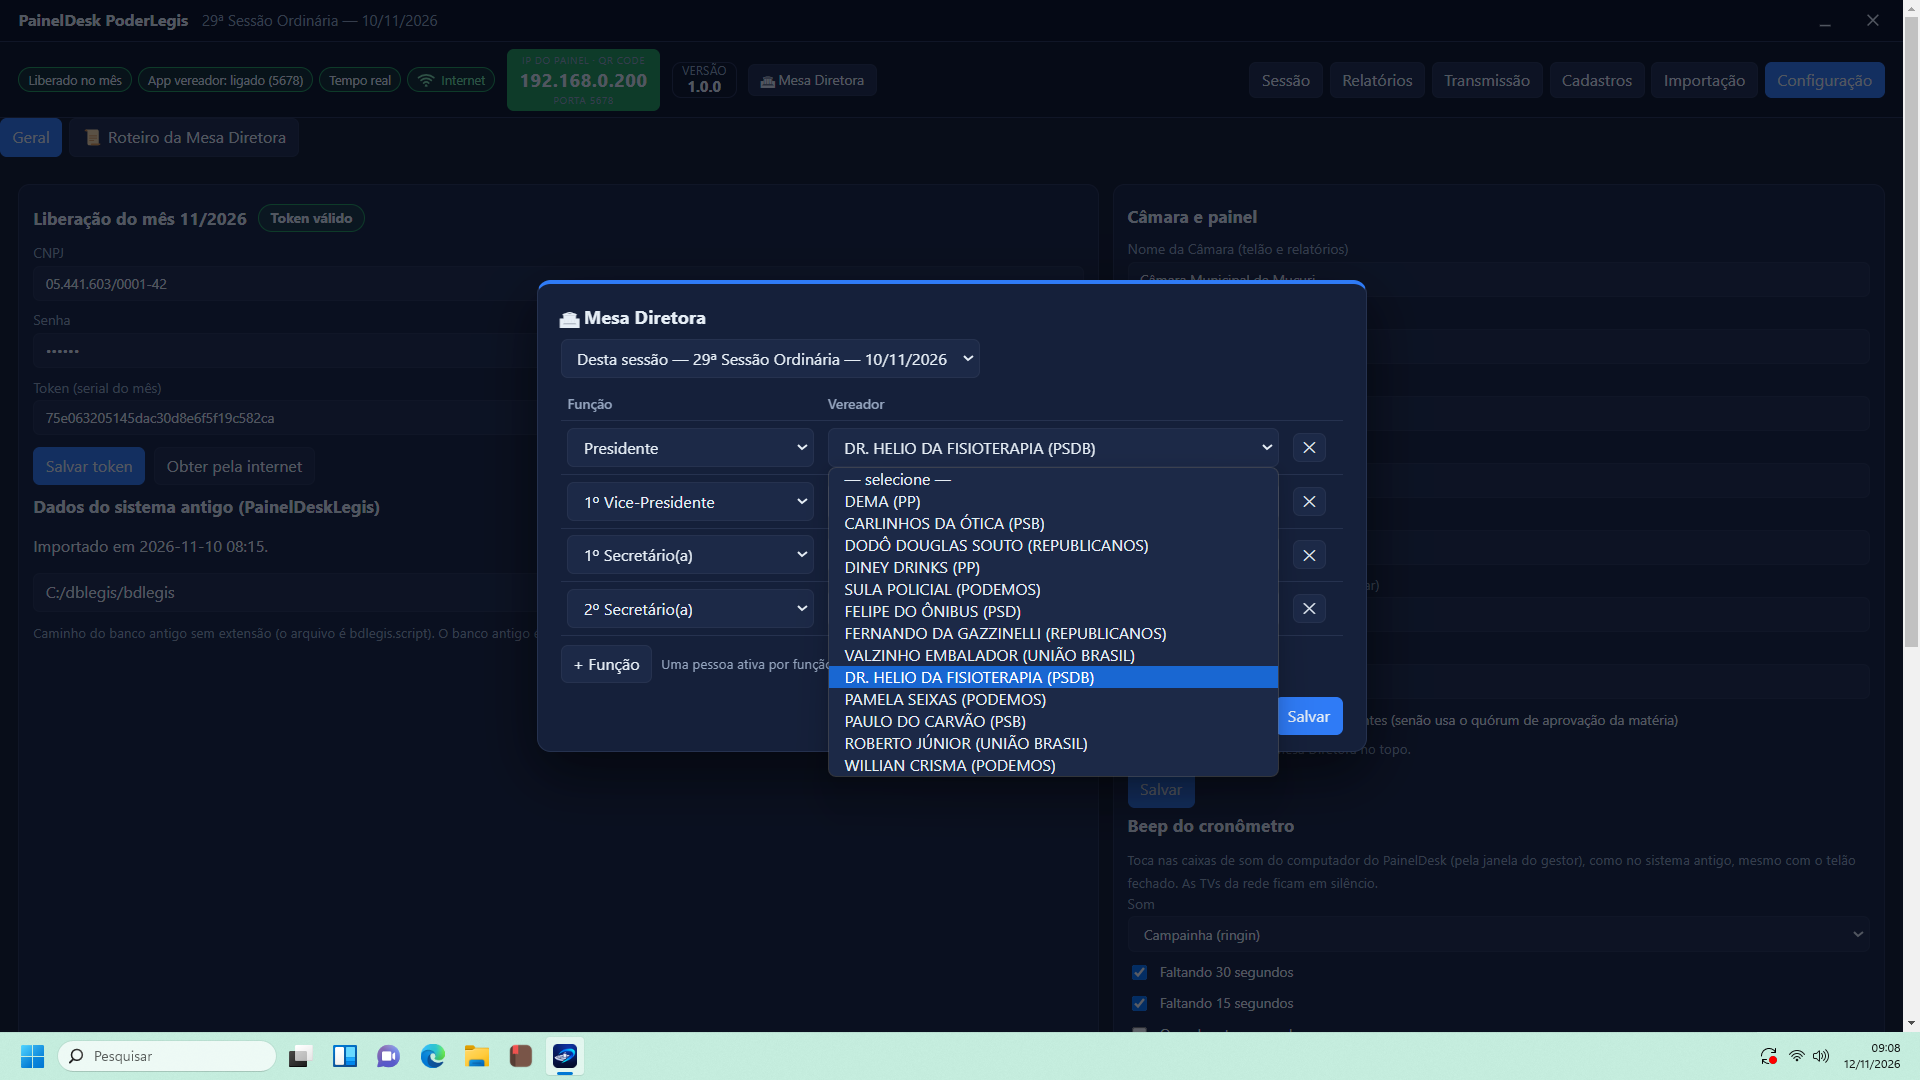 PainelDesk PoderLegis 29ª Sessão Ordinária — 10/11/2026
Liberado no mês
App vereador: ligado (5678)
Tempo real
Internet
IP DO PAINEL · QR CODE
192.168.0.200
PORTA 5678
VERSÃO
1.0.0
Mesa Diretora
Sessão
Relatórios
Transmissão
Cadastros
Importação
Configuração
Geral
Roteiro da Mesa Diretora
Liberação do mês 11/2026
Token válido
CNPJ
05.441.603/0001-42
Senha
••••••
Token (serial do mês)
75e063205145dac30d8e6f5f19c582ca
Salvar token
Obter pela internet
Dados do sistema antigo (PainelDeskLegis)
Importado em 2026-11-10 08:15.
C:/dblegis/bdlegis
Caminho do banco antigo sem extensão (o arquivo é bdlegis.script). O banco antigo
Mesa Diretora
Desta sessão — 29ª Sessão Ordinária — 10/11/2026
Função
Vereador
Presidente
DR. HELIO DA FISIOTERAPIA (PSDB)
1º Vice-Presidente
1º Secretário(a)
2º Secretário(a)
— selecione —
DEMA (PP)
CARLINHOS DA ÓTICA (PSB)
DODÔ DOUGLAS SOUTO (REPUBLICANOS)
DINEY DRINKS (PP)
SULA POLICIAL (PODEMOS)
FELIPE DO ÔNIBUS (PSD)
FERNANDO DA GAZZINELLI (REPUBLICANOS)
VALZINHO EMBALADOR (UNIÃO BRASIL)
DR. HELIO DA FISIOTERAPIA (PSDB)
PAMELA SEIXAS (PODEMOS)
PAULO DO CARVÃO (PSB)
ROBERTO JÚNIOR (UNIÃO BRASIL)
WILLIAN CRISMA (PODEMOS)
+ Função
Uma pessoa ativa por função
Salvar
Câmara e painel
Nome da Câmara (telão e relatórios)
Câmara Municipal de Mucuri
(senão usa o quórum de aprovação da matéria)
Diretora no topo.
Salvar
Beep do cronômetro
Toca nas caixas de som do computador do PainelDesk (pela janela do gestor), como no sistema antigo, mesmo com o telão
fechado. As TVs da rede ficam em silêncio.
Som
Campainha (ringin)
Faltando 30 segundos
Faltando 15 segundos
Pesquisar
09:08
12/11/2026